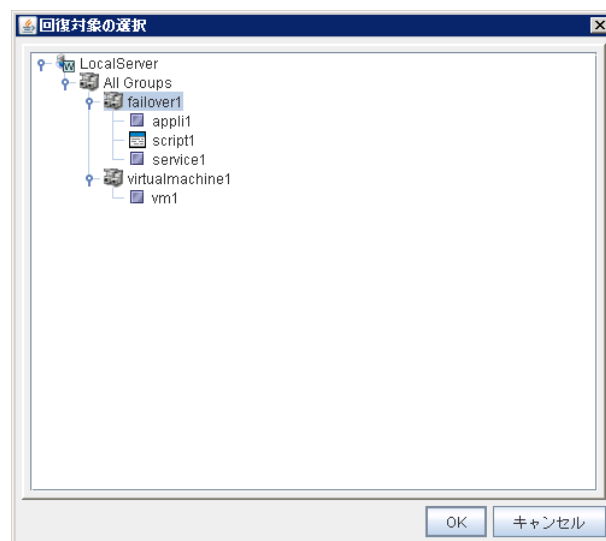 回復対象の選択
LocalServer
All Groups
failover1
appli1
script1
service1
virtualmachine1
vm1
OK
キャンセル